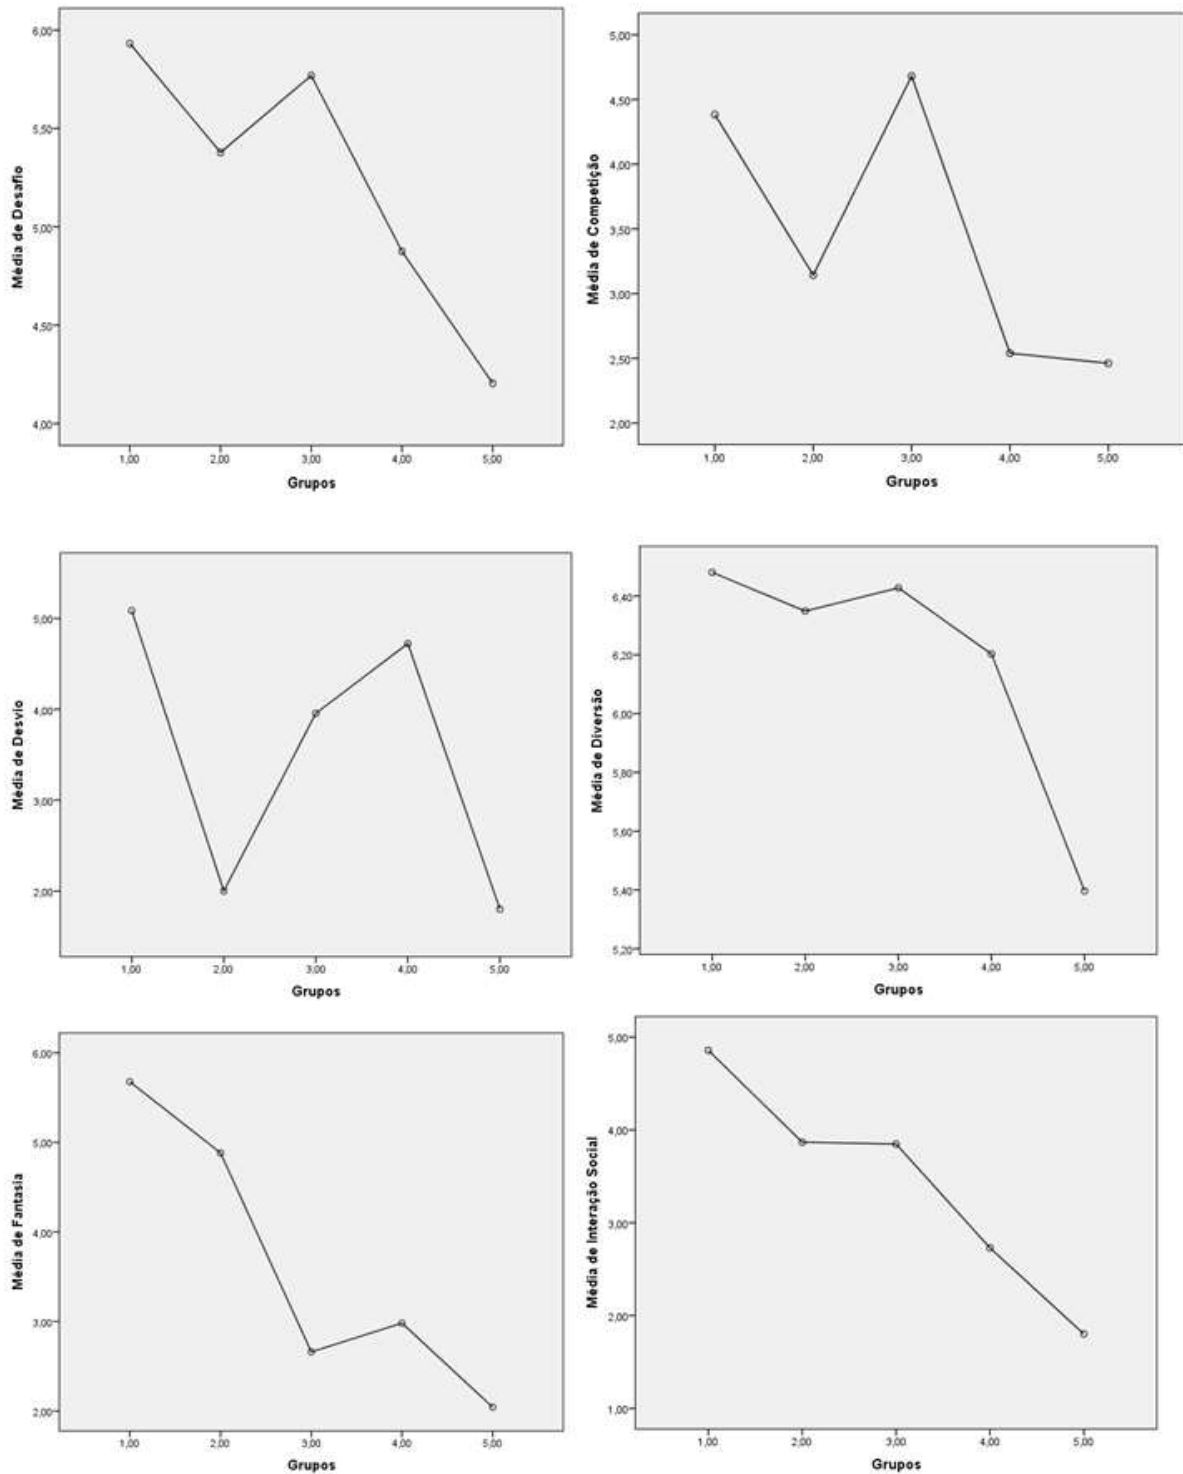 Média de Desafio
6,00
5,50
5,00
4,50
4,00
1,00 2,00 3,00 4,00 5,00
Grupos
Média de Competição
5,00
4,50
4,00
3,50
3,00
2,50
2,00
1,00 2,00 3,00 4,00 5,00
Grupos
Média de Desvio
5,00
4,00
3,00
2,00
1,00 2,00 3,00 4,00 5,00
Grupos
Média de Diversão
6,40
6,20
6,00
5,80
5,60
5,40
5,20
1,00 2,00 3,00 4,00 5,00
Grupos
Média de Fantasia
6,00
5,00
4,00
3,00
2,00
1,00 2,00 3,00 4,00 5,00
Grupos
Média de Interação Social
5,00
4,00
3,00
2,00
1,00
1,00 2,00 3,00 4,00 5,00
Grupos